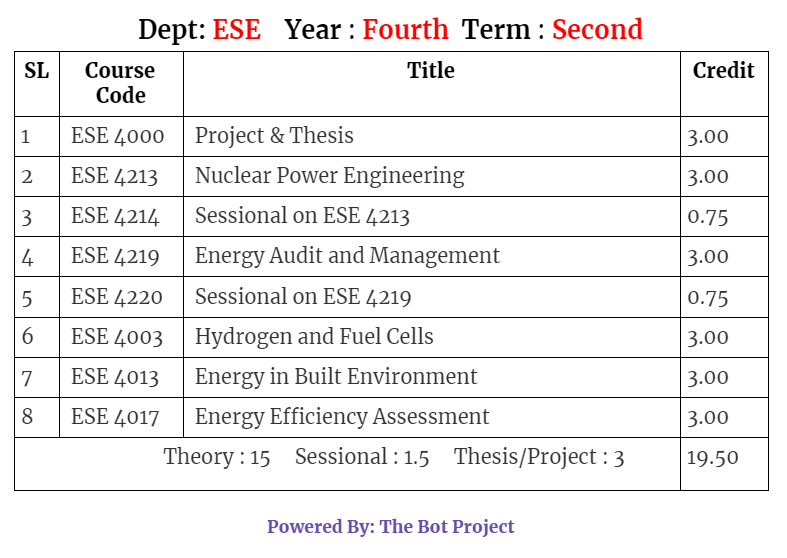 Dept: ESE Year : Fourth Term : Second
SL Course Code Title Credit
1 ESE 4000 Project & Thesis 3.00
2 ESE 4213 Nuclear Power Engineering 3.00
3 ESE 4214 Sessional on ESE 4213 0.75
4 ESE 4219 Energy Audit and Management 3.00
5 ESE 4220 Sessional on ESE 4219 0.75
6 ESE 4003 Hydrogen and Fuel Cells 3.00
7 ESE 4013 Energy in Built Environment 3.00
8 ESE 4017 Energy Efficiency Assessment 3.00
Theory : 15 Sessional : 1.5 Thesis/Project : 3 19.50
Powered By: The Bot Project